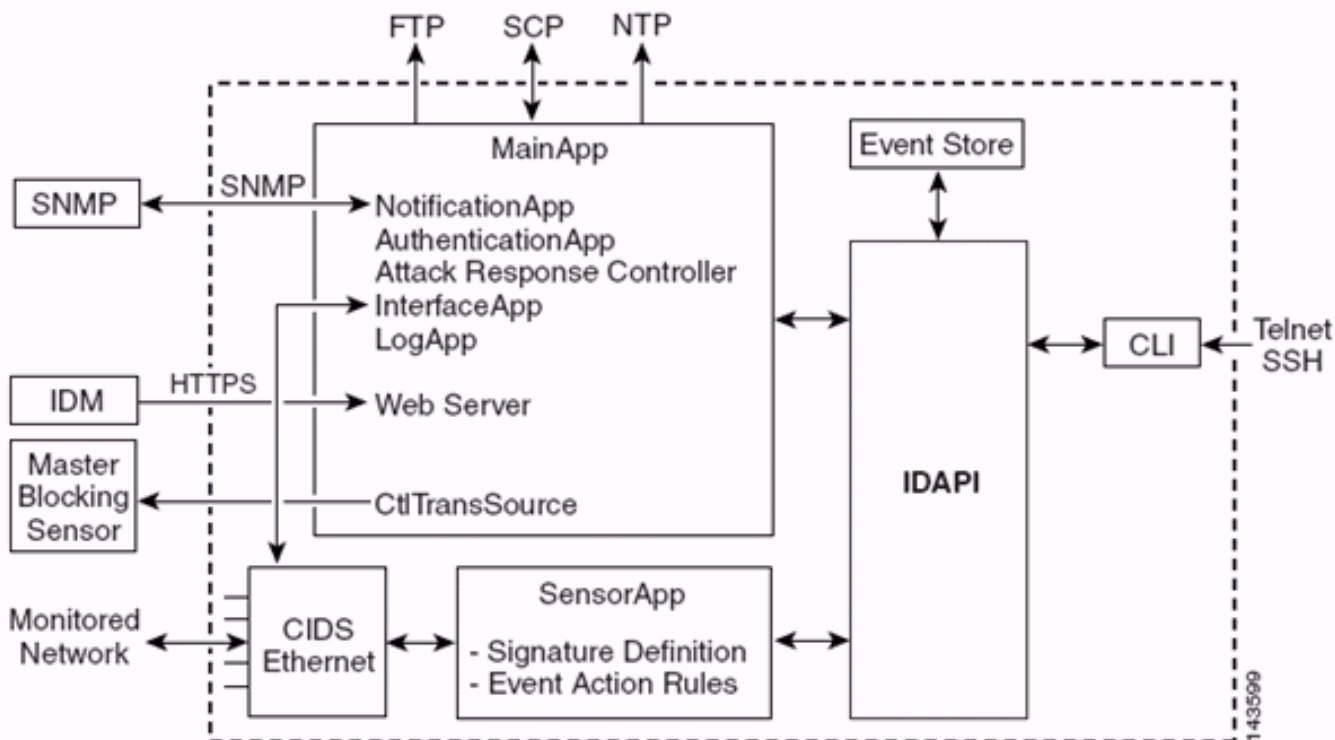 FTP SCP NTP
MainApp
Event Store
SNMP
SNMP
NotificationApp
AuthenticationApp
Attack Response Controller
InterfaceApp
LogApp
CLI
Telnet
SSH
IDM
HTTPS
Web Server
Master
Blocking
Sensor
CtlTransSource
IDAPI
Monitored
Network
CIDS
Ethernet
SensorApp
- Signature Definition
- Event Action Rules
143599